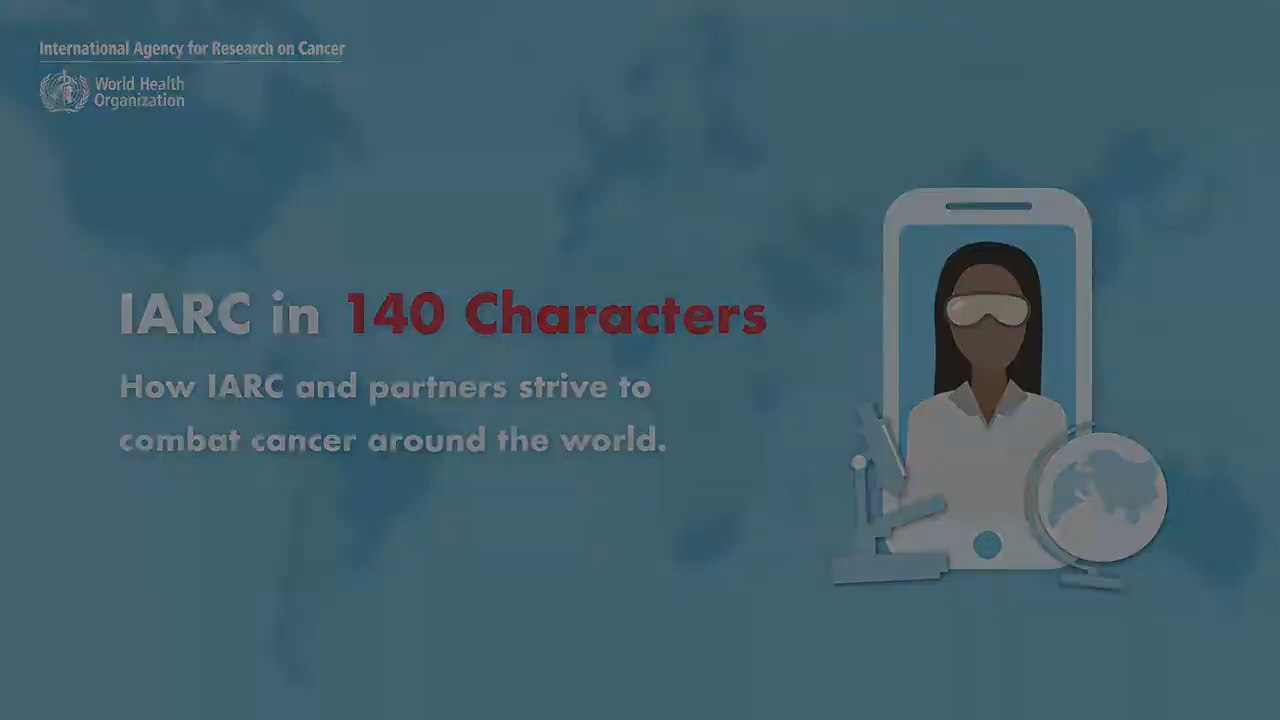 International Agency for Research on Cancer
World Health
Organization
IARC in 140 Characters
How IARC and partners strive to
combat cancer around the world.